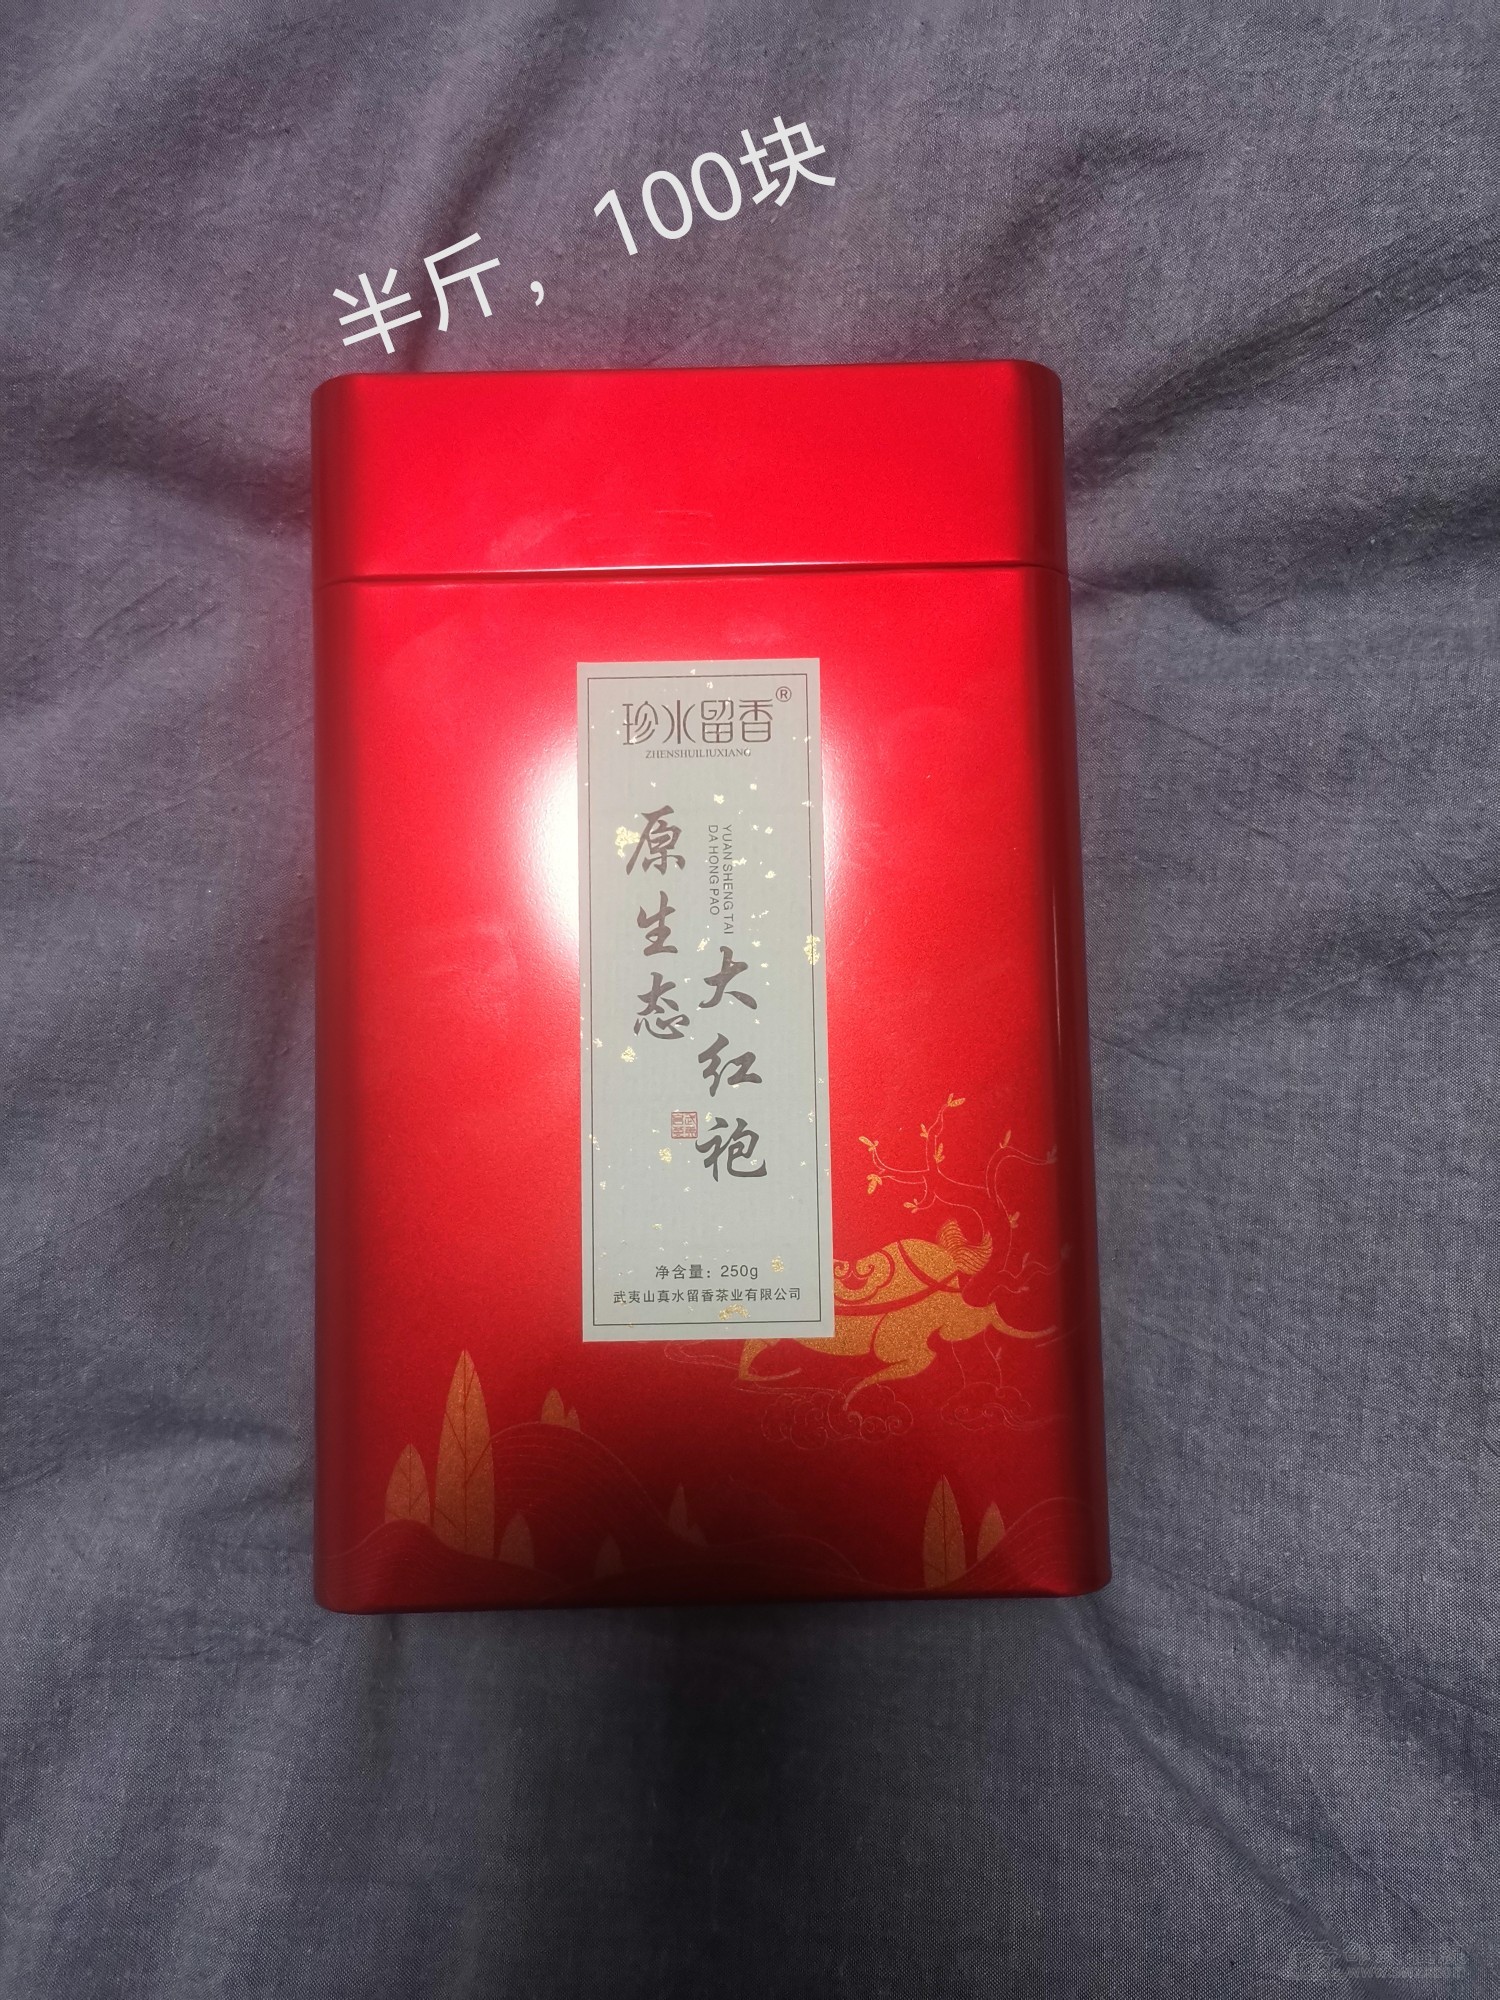 半斤，100块
珍水留香®
ZHENSHUILIUXIANG
原生态
YUAN SHENG TAI
DA HONG PAO
大红袍
净含量：250g
武夷山真水留香茶业有限公司